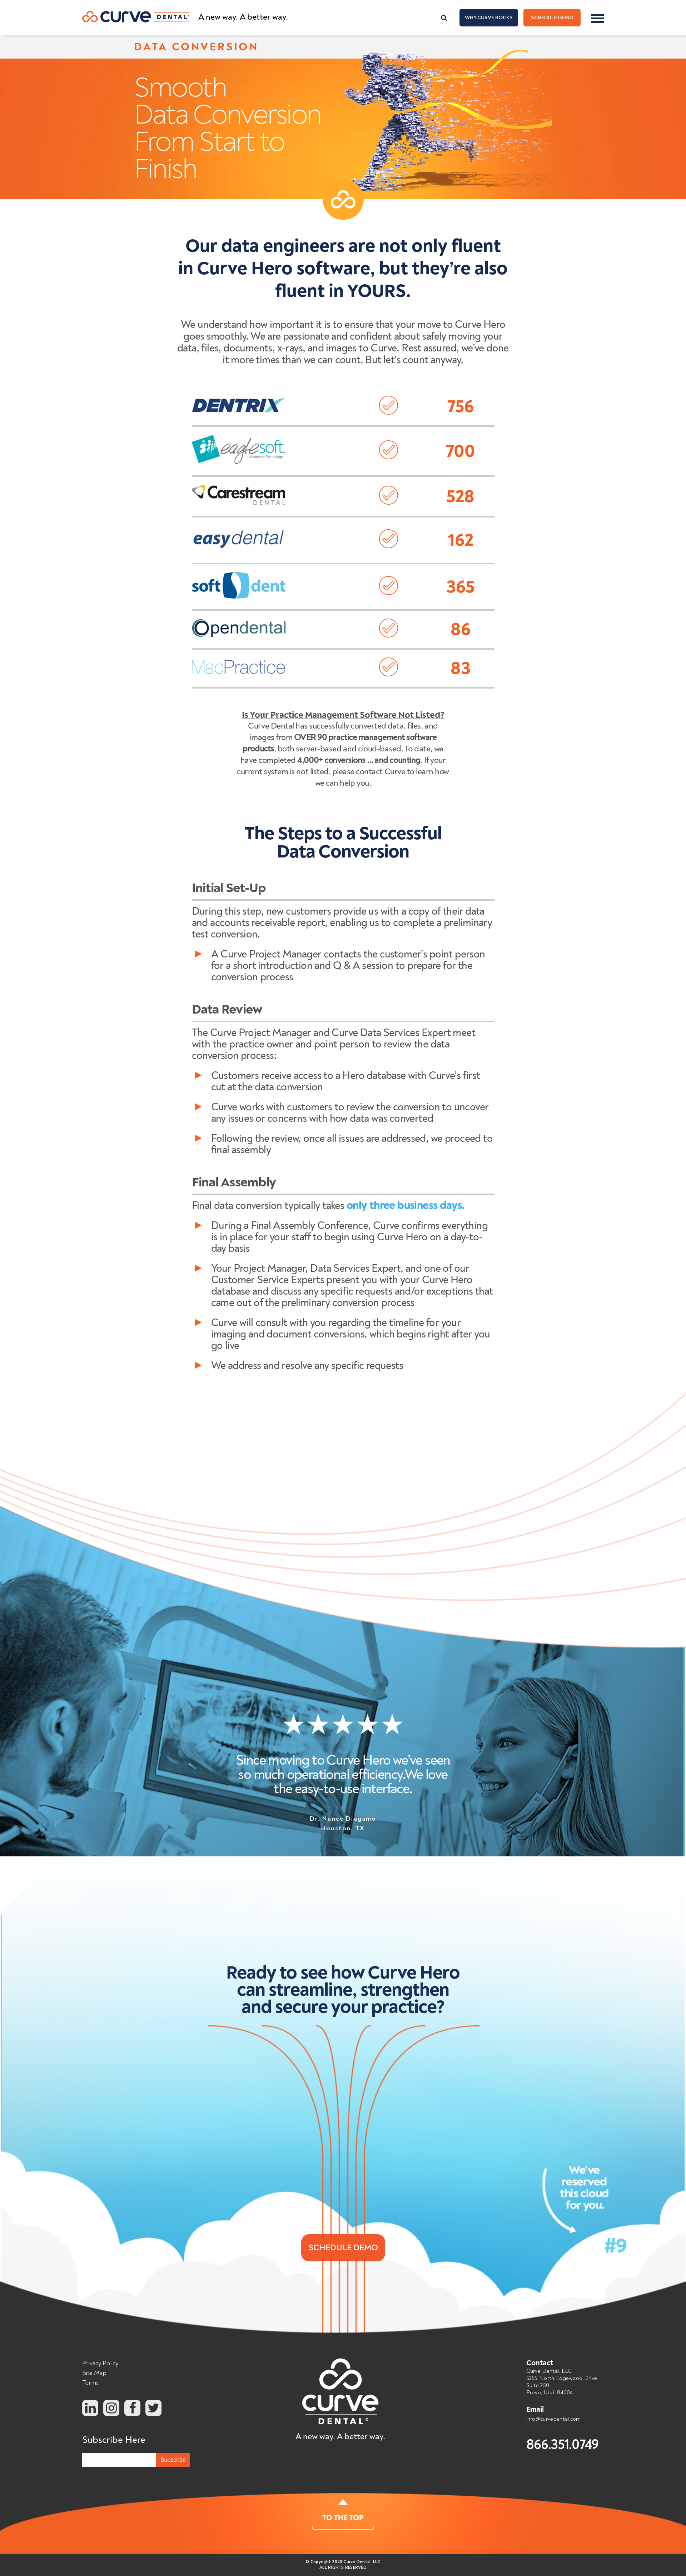 curve DENTAL®
A new way. A better way.
WHY CURVE ROCKS
SCHEDULE DEMO
DATA CONVERSION
Smooth
Data Conversion
From Start to
Finish
Our data engineers are not only fluent
in Curve Hero software, but they're also
fluent in YOURS.
We understand how important it is to ensure that your move to Curve Hero
goes smoothly. We are passionate and confident about safely moving your
data, files, documents, x-rays, and images to Curve. Rest assured, we've done
it more times than we can count. But let's count anyway.
DENTRIX 756
eaglesoft. 700
Carestream DENTAL 528
easydental 162
soft dent 365
Opendental 86
MacPractice 83
Is Your Practice Management Software Not Listed?
Curve Dental has successfully converted data, files, and
images from OVER 90 practice management software
products, both server-based and cloud-based. To date, we
have completed 4,000+ conversions ... and counting. If your
current system is not listed, please contact Curve to learn how
we can help you.
The Steps to a Successful
Data Conversion
Initial Set-Up
During this step, new customers provide us with a copy of their data
and accounts receivable report, enabling us to complete a preliminary
test conversion.
A Curve Project Manager contacts the customer's point person
for a short introduction and Q & A session to prepare for the
conversion process
Data Review
The Curve Project Manager and Curve Data Services Expert meet
with the practice owner and point person to review the data
conversion process:
Customers receive access to a Hero database with Curve's first
cut at the data conversion
Curve works with customers to review the conversion to uncover
any issues or concerns with how data was converted
Following the review, once all issues are addressed, we proceed to
final assembly
Final Assembly
Final data conversion typically takes only three business days.
During a Final Assembly Conference, Curve confirms everything
is in place for your staff to begin using Curve Hero on a day-to-
day basis
Your Project Manager, Data Services Expert, and one of our
Customer Service Experts present you with your Curve Hero
database and discuss any specific requests and/or exceptions that
came out of the preliminary conversion process
Curve will consult with you regarding the timeline for your
imaging and document conversions, which begins right after you
go live
We address and resolve any specific requests
Since moving to Curve Hero we've seen
so much operational efficiency.We love
the easy-to-use interface.
Dr. Nancy Diagamo
Houston, TX
Ready to see how Curve Hero
can streamline, strengthen
and secure your practice?
We've
reserved
this cloud
for you.
#9
SCHEDULE DEMO
Privacy Policy
Site Map
Terms
Subscribe Here
Subscribe
curve
DENTAL®
A new way. A better way.
Contact
Curve Dental, LLC
5255 North Edgewood Drive
Suite 250
Provo, Utah 84604
Email
info@curvedental.com
866.351.0749
TO THE TOP
© Copyright 2020 Curve Dental, LLC
ALL RIGHTS RESERVED